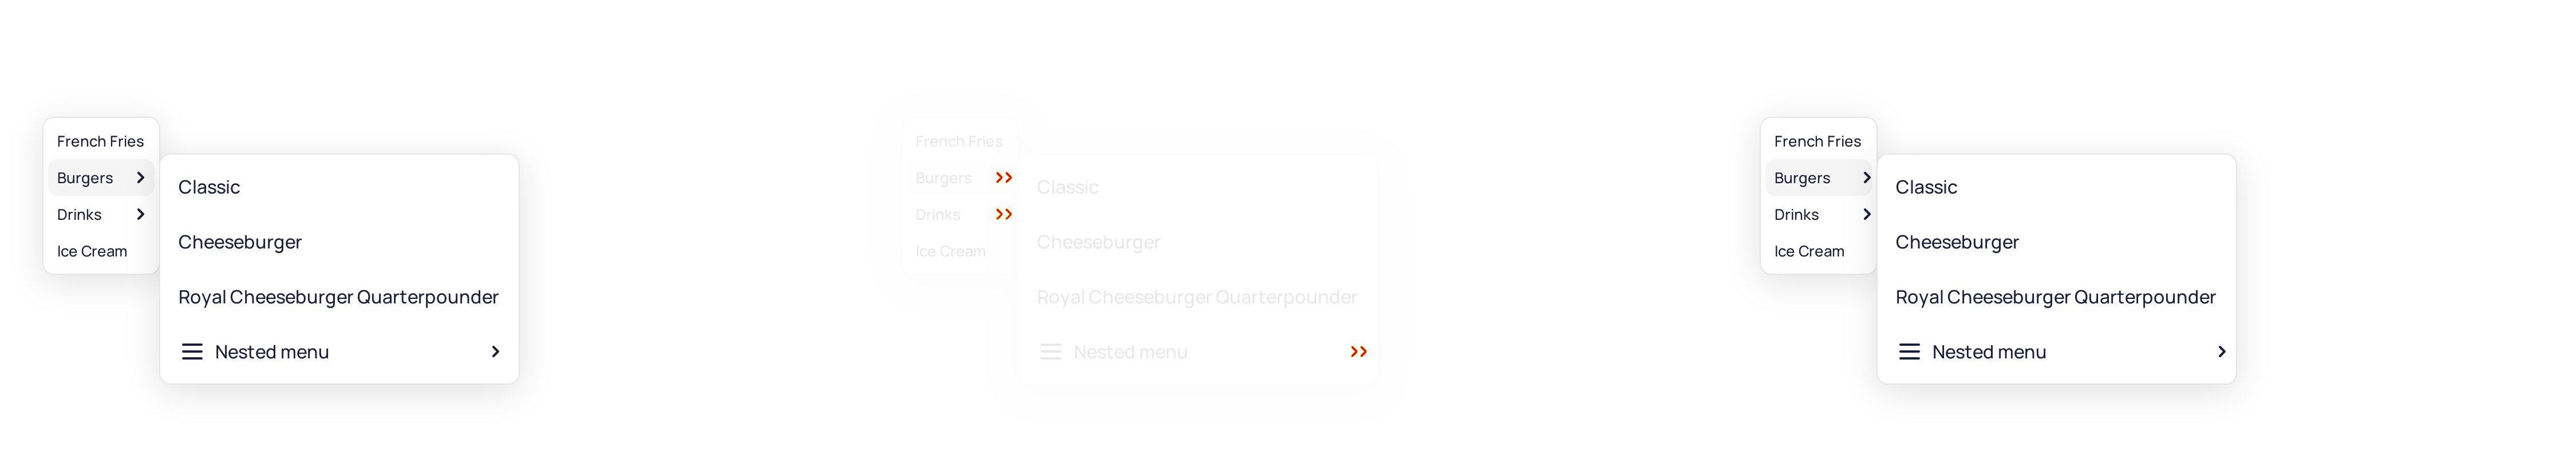 French Fries
Burgers
Drinks
Ice Cream
Classic
Cheeseburger
Royal Cheeseburger Quarterpounder
Nested menu
French Fries
Burgers
Drinks
Ice Cream
Classic
Cheeseburger
Royal Cheeseburger Quarterpounder
Nested menu
French Fries
Burgers
Drinks
Ice Cream
Classic
Cheeseburger
Royal Cheeseburger Quarterpounder
Nested menu